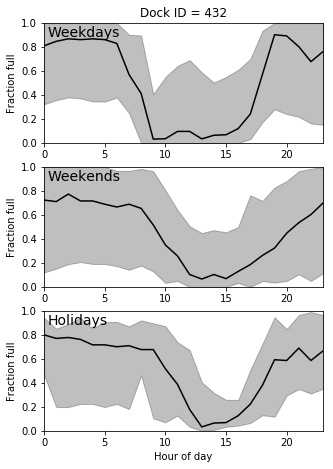 Dock ID = 432
1.0
Weekdays
0.8
0.6
0.4
0.2
0.0
Fraction full
0 5 10 15 20
1.0
Weekends
0.8
0.6
0.4
0.2
0.0
Fraction full
0 5 10 15 20
1.0
Holidays
0.8
0.6
0.4
0.2
0.0
Fraction full
0 5 10 15 20
Hour of day